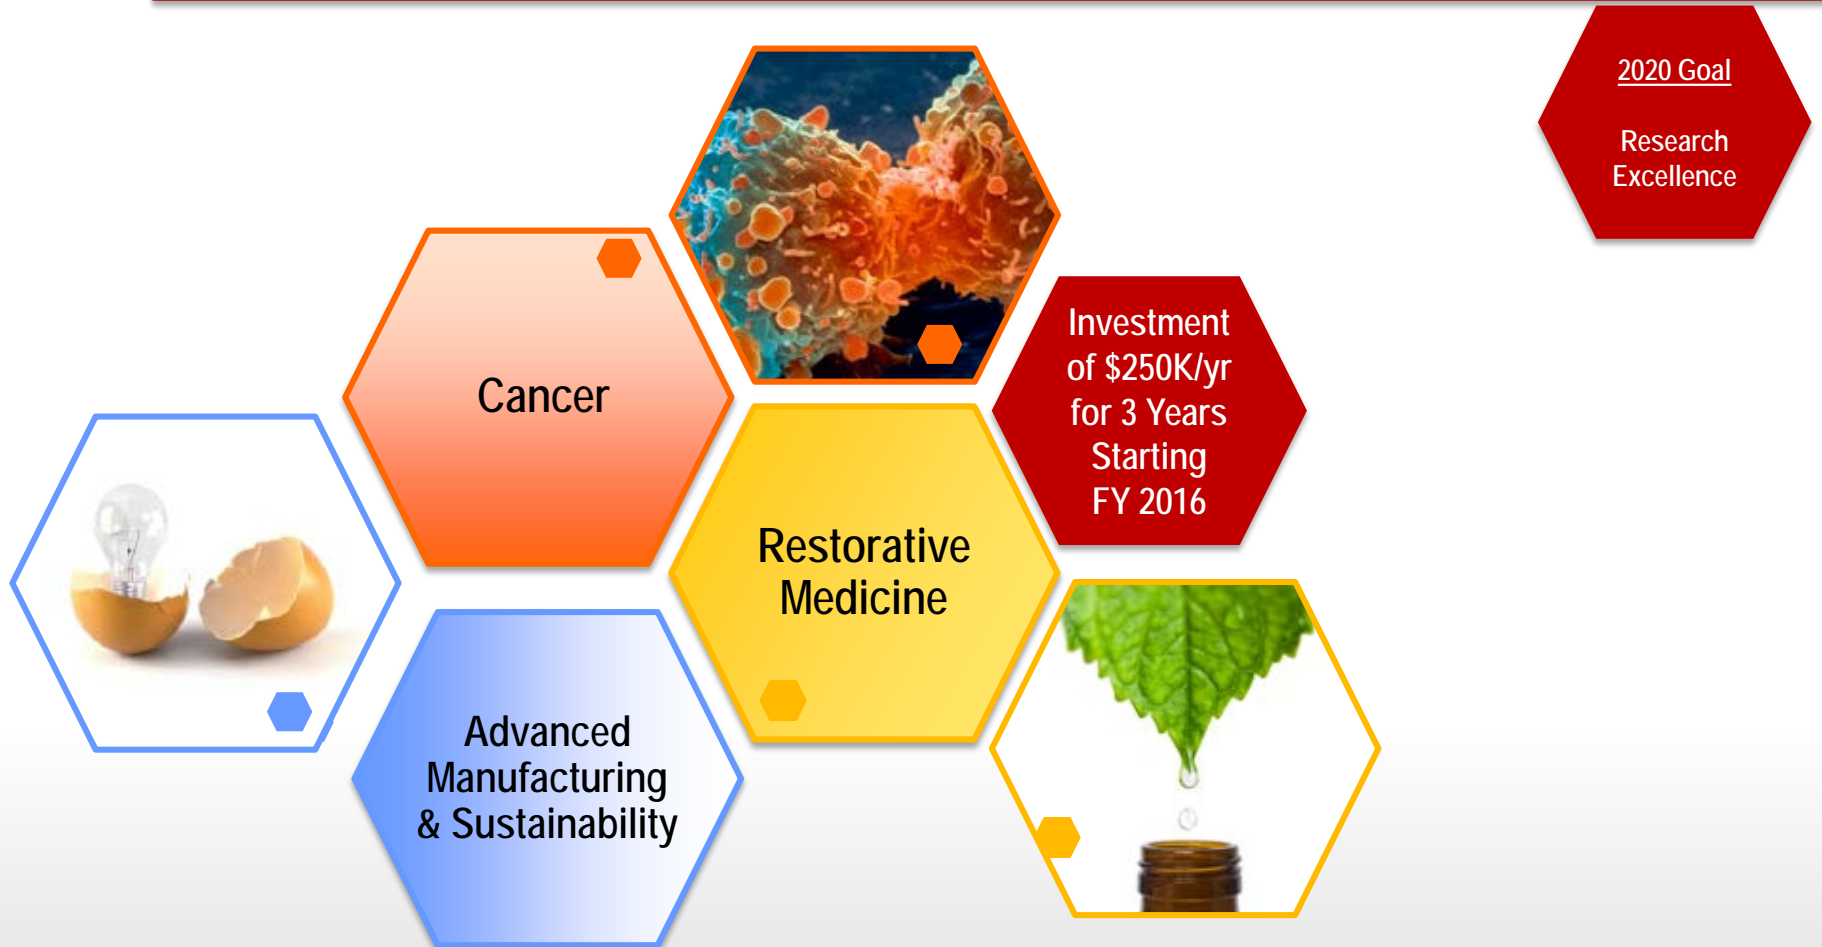 2020 Goal
Research
Excellence
Cancer
Investment
of $250K/yr
for 3 Years
Starting
FY 2016
Restorative
Medicine
Advanced
Manufacturing
& Sustainability